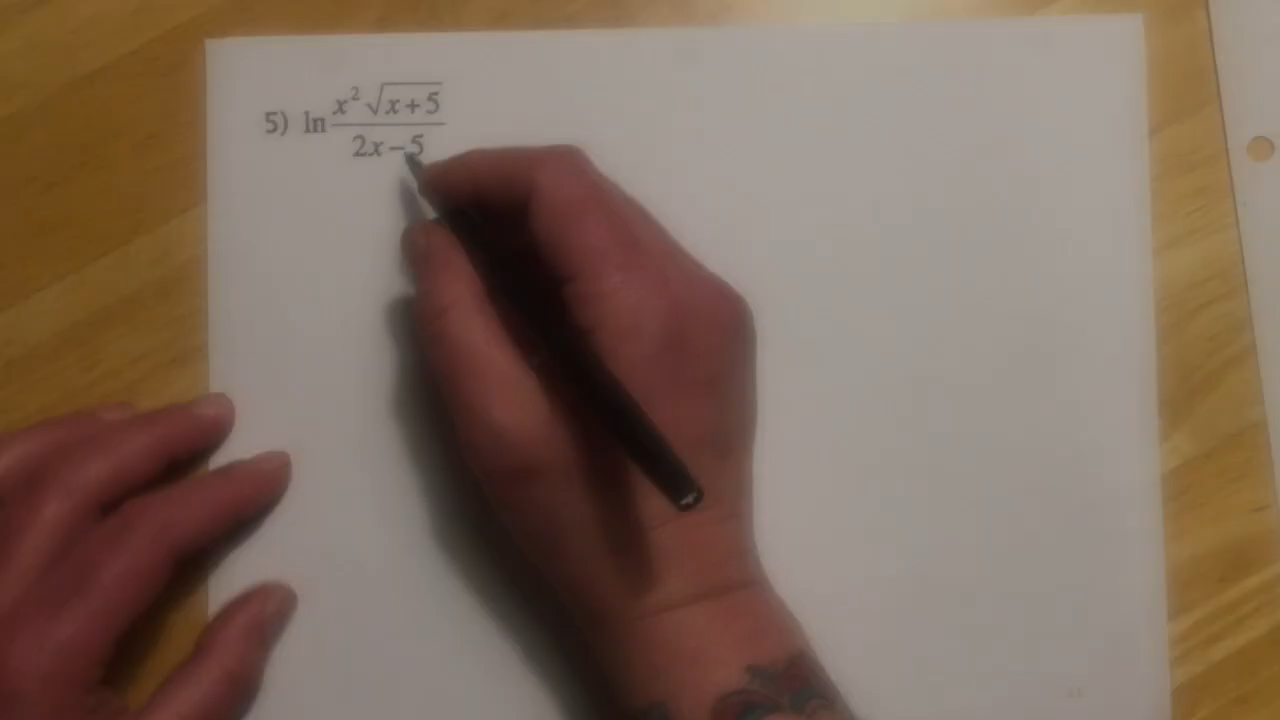 5) ln x²√(x+5) / 2x−5